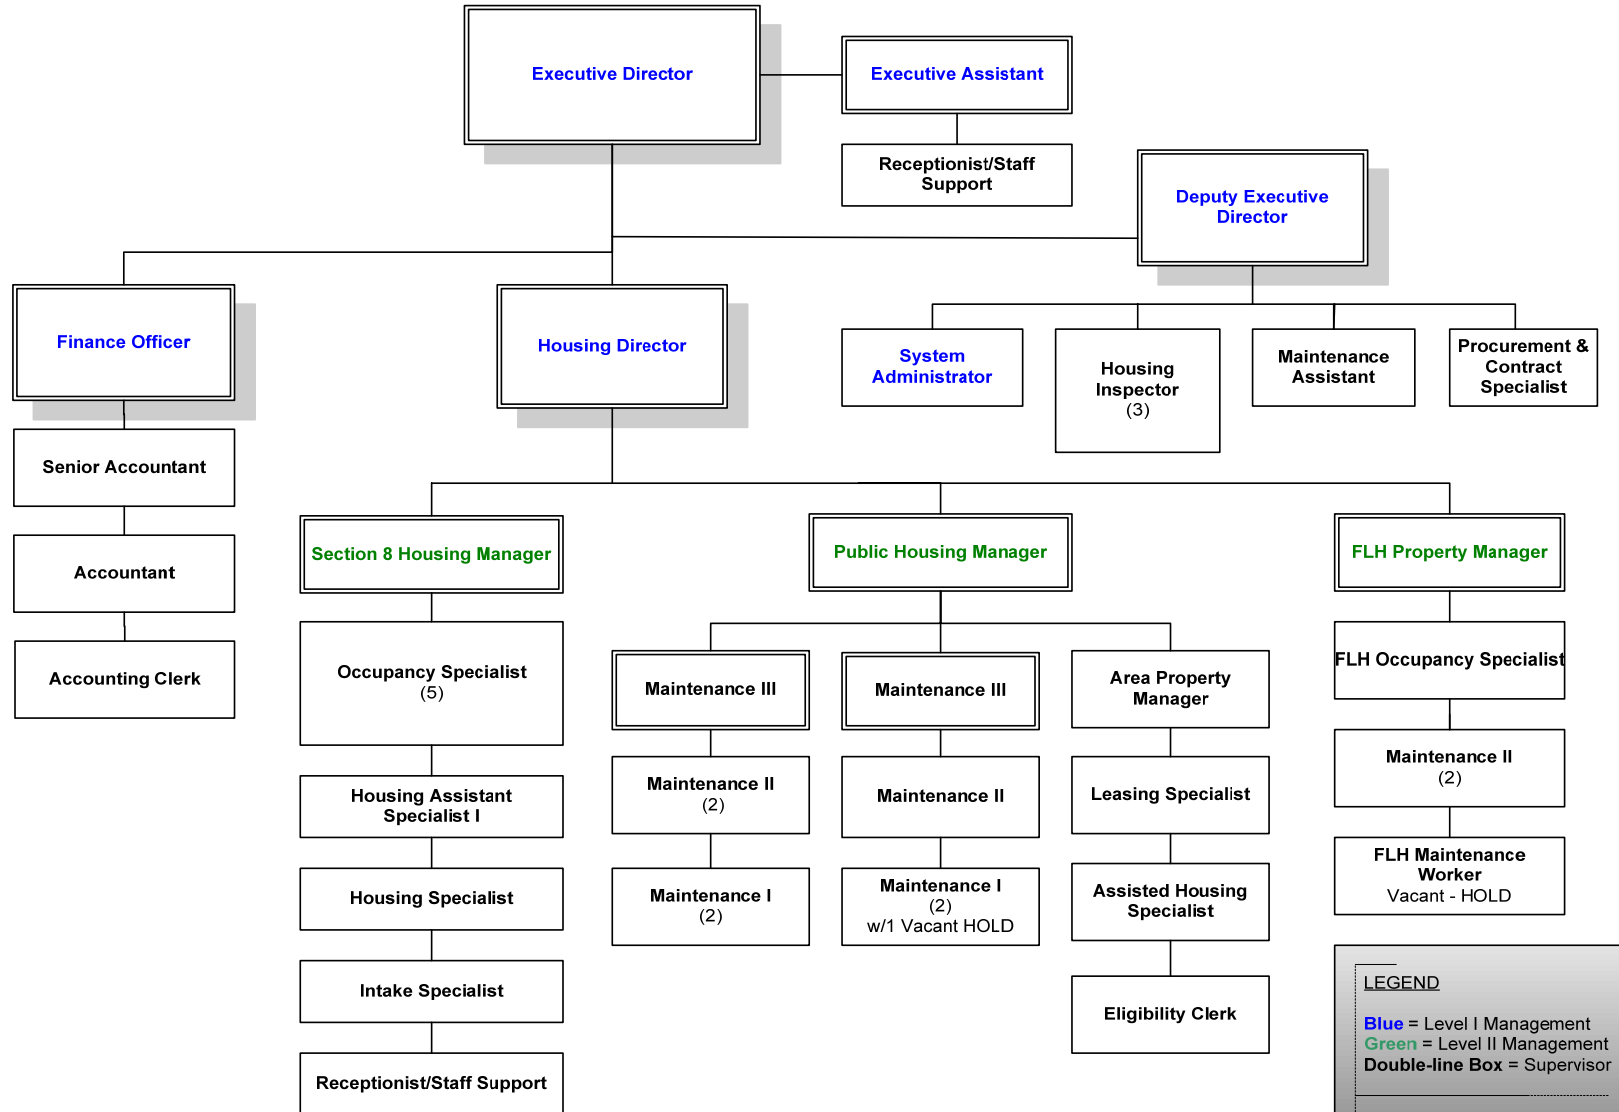 Executive Director
Executive Assistant
Receptionist/Staff
Support
Deputy Executive
Director
Finance Officer
Housing Director
System
Administrator
Housing
Inspector
(3)
Maintenance
Assistant
Procurement &
Contract
Specialist
Senior Accountant
Accountant
Accounting Clerk
Section 8 Housing Manager
Occupancy Specialist
(5)
Housing Assistant
Specialist I
Housing Specialist
Intake Specialist
Receptionist/Staff Support
Public Housing Manager
Maintenance III
Maintenance II
(2)
Maintenance I
(2)
Maintenance III
Maintenance II
Maintenance I
(2)
w/1 Vacant HOLD
Area Property
Manager
Leasing Specialist
Assisted Housing
Specialist
Eligibility Clerk
FLH Property Manager
FLH Occupancy Specialist
Maintenance II
(2)
FLH Maintenance
Worker
Vacant - HOLD
LEGEND
Blue = Level I Management
Green = Level II Management
Double-line Box = Supervisor